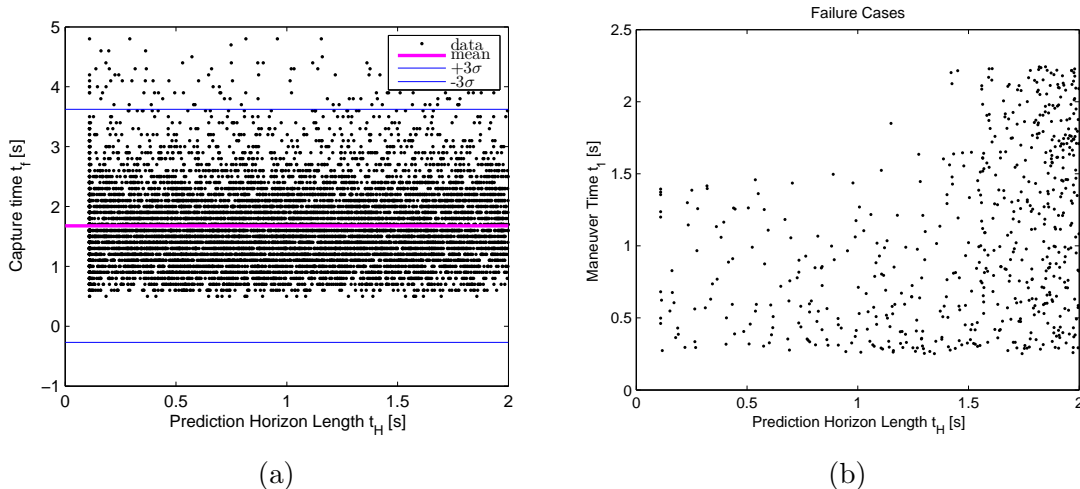 5
4
3
2
1
0
−1
0
0.5
1
1.5
2
Capture time t_f [s]
Prediction Horizon Length t_H [s]
data
mean
+3σ
-3σ
(a)
Failure Cases
2.5
2
1.5
1
0.5
0
0
0.5
1
1.5
2
Maneuver Time t_1 [s]
Prediction Horizon Length t_H [s]
(b)